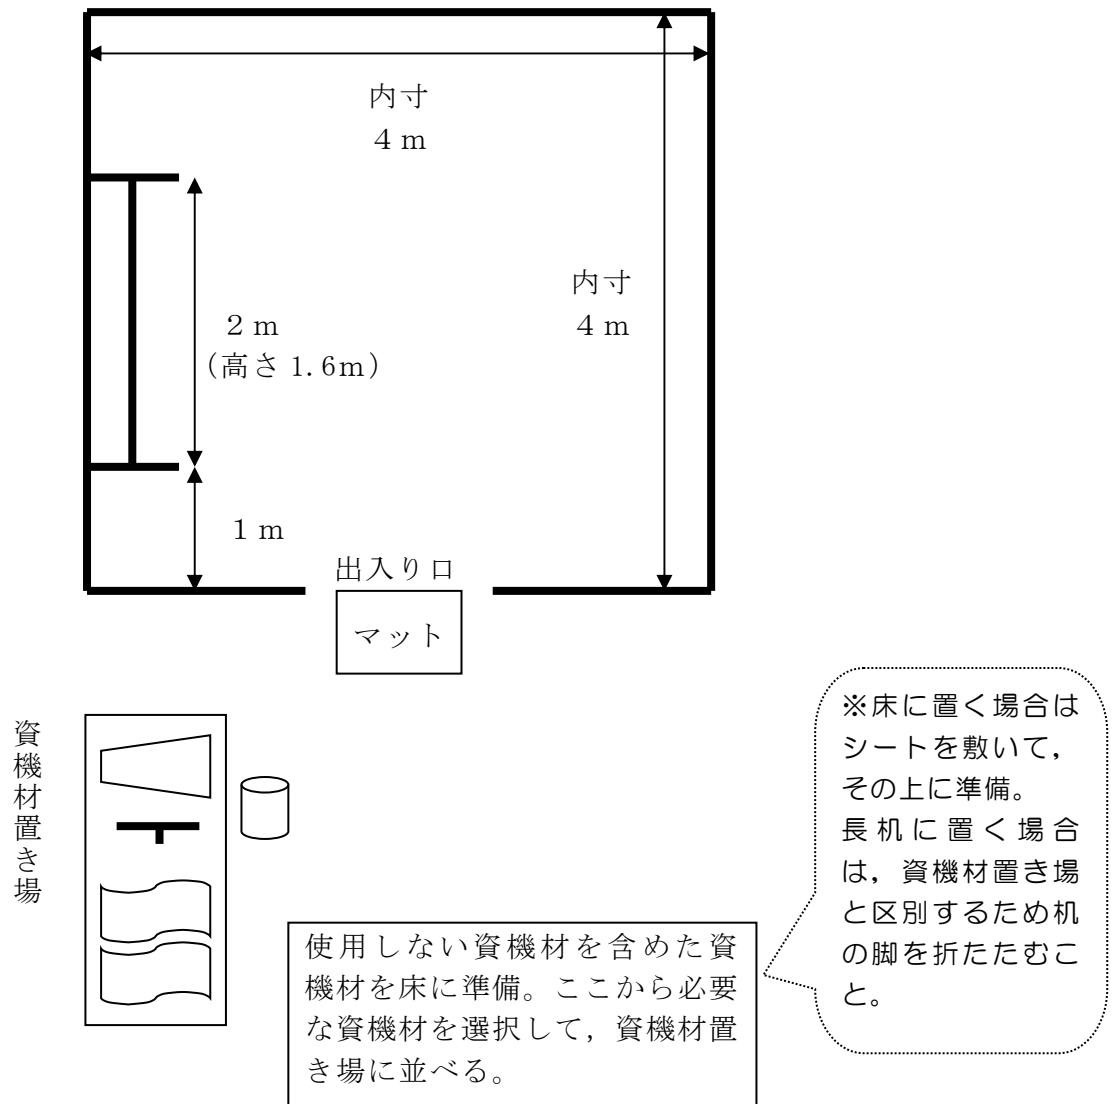 内寸
４ｍ
内寸
４ｍ
２ｍ
（高さ 1.6m）
１ｍ
出入り口
マット
資機材置き場
※床に置く場合は
シートを敷いて，
その上に準備。
長机に置く場合
は，資機材置き場
と区別するため机
の脚を折たたむこ
と。
使用しない資機材を含めた資
機材を床に準備。ここから必要
な資機材を選択して，資機材置
き場に並べる。